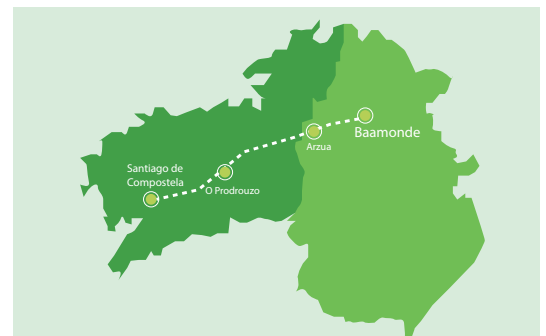 Baamonde
Arzua
Santiago de
Compostela
O Prodrouzo